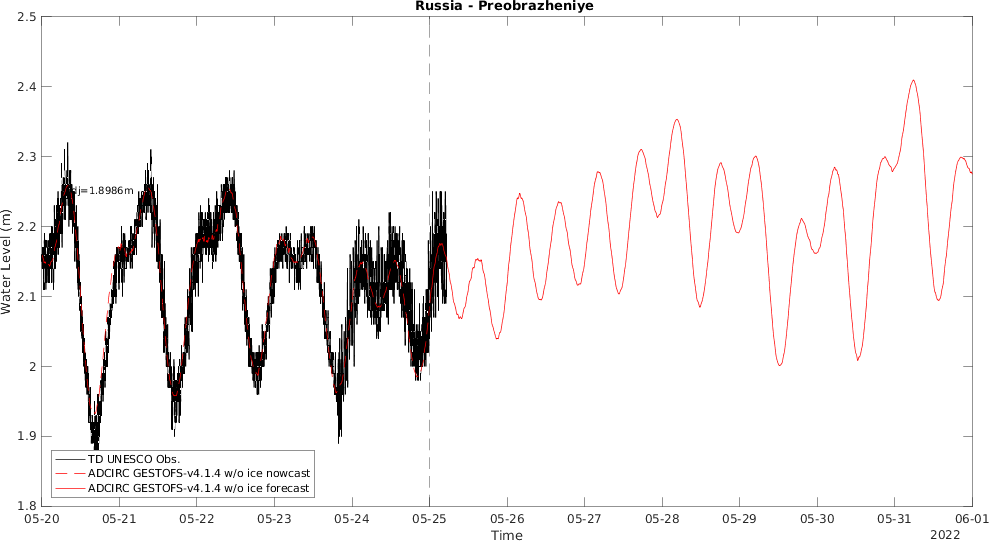 Russia - Preobrazheniye
2.5
2.4
2.3
2.2
2.1
2
1.9
1.8
Water Level (m)
j=1.8986m
TD UNESCO Obs.
ADCIRC GESTOFS-v4.1.4 w/o ice nowcast
ADCIRC GESTOFS-v4.1.4 w/o ice forecast
05-20 05-21 05-22 05-23 05-24 05-25 05-26 05-27 05-28 05-29 05-30 05-31 06-01
Time
2022